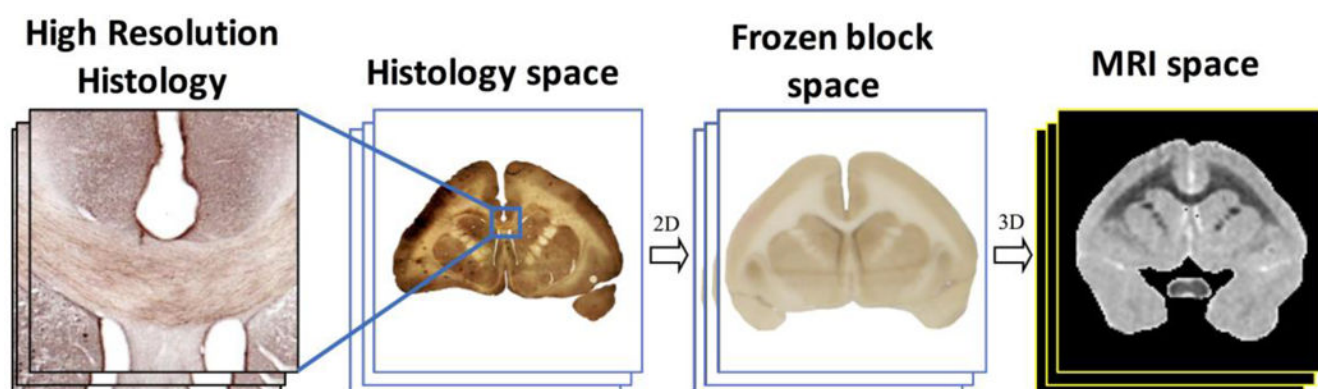 High Resolution
Histology
Histology space
Frozen block
space
MRI space
2D
3D